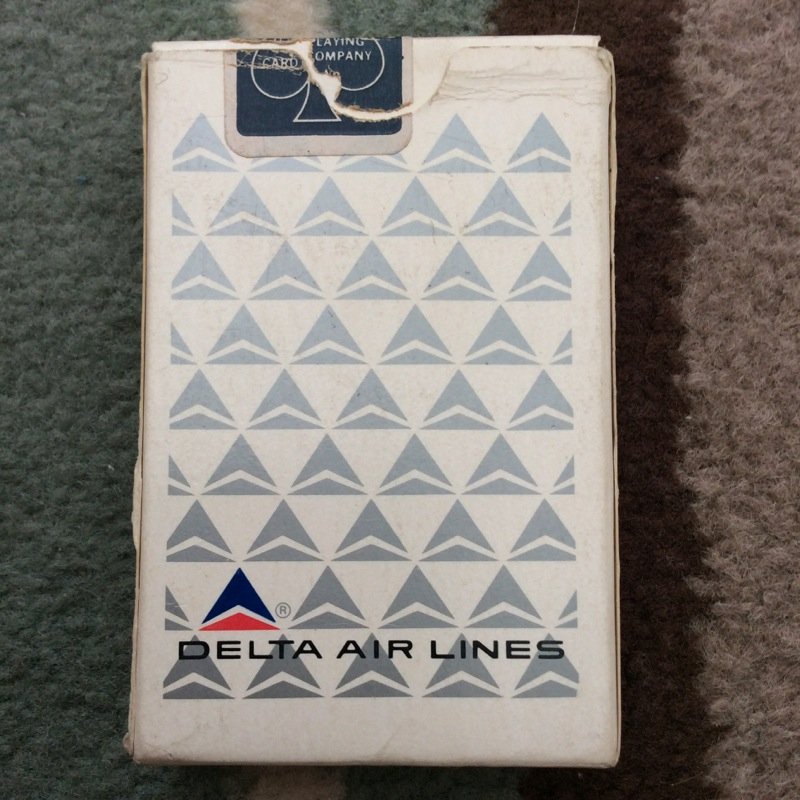 PLAYING
CARD COMPANY
®
DELTA AIR LINES